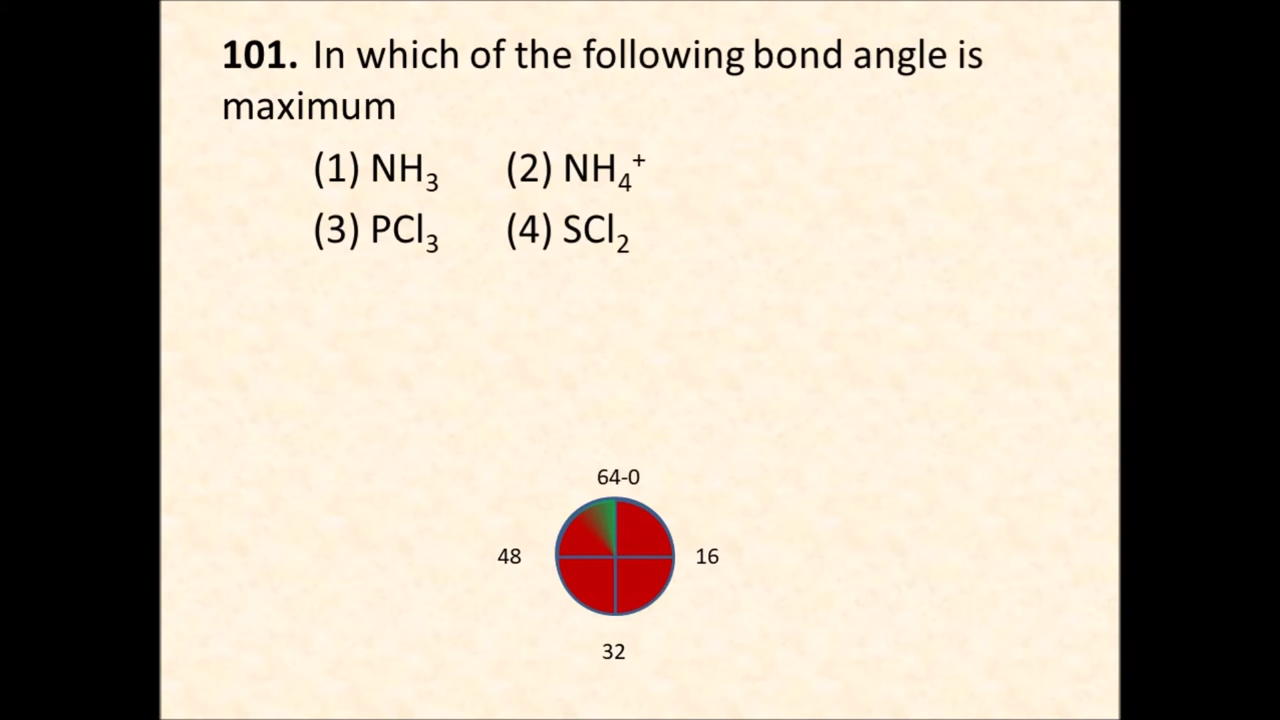 101. In which of the following bond angle is
maximum
(1) NH₃ (2) NH₄⁺
(3) PCl₃ (4) SCl₂
64-0
48 16
32